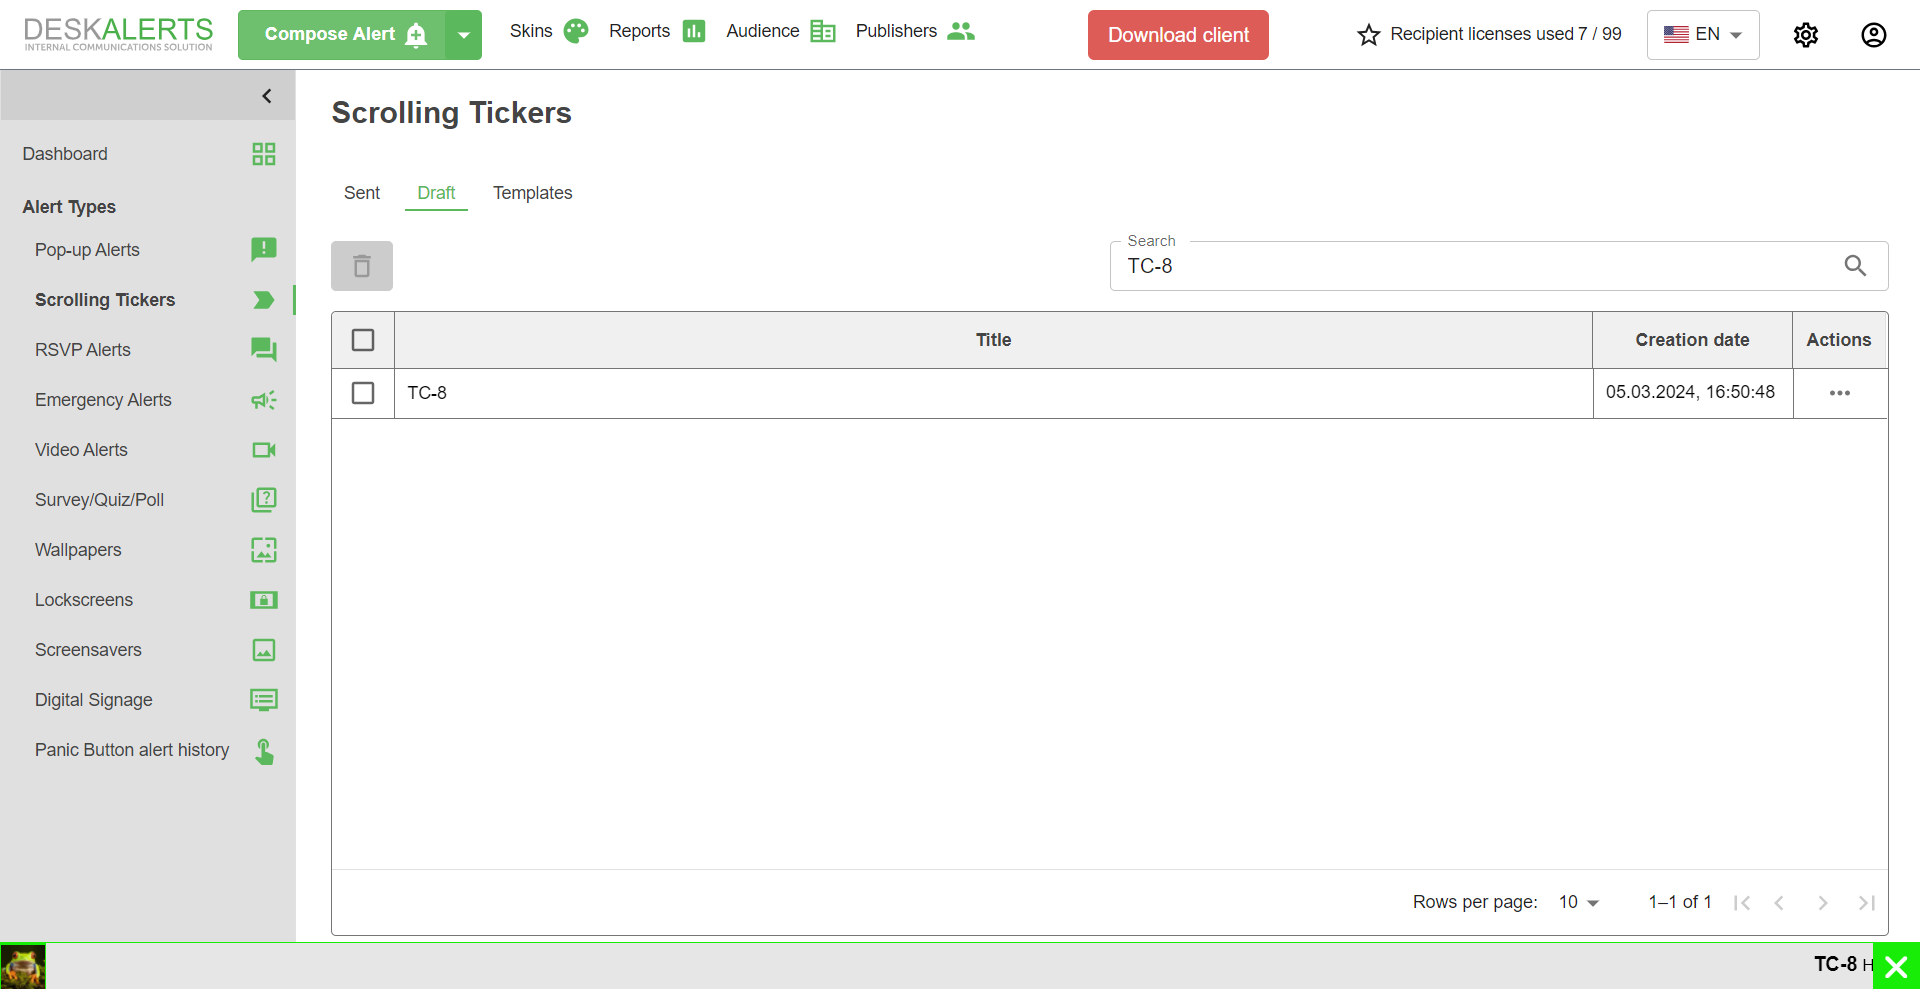 DESKALERTS
INTERNAL COMMUNICATIONS SOLUTION
Compose Alert
Skins
Reports
Audience
Publishers
Download client
Recipient licenses used 7 / 99
EN
Dashboard
Alert Types
Pop-up Alerts
Scrolling Tickers
RSVP Alerts
Emergency Alerts
Video Alerts
Survey/Quiz/Poll
Wallpapers
Lockscreens
Screensavers
Digital Signage
Panic Button alert history
Scrolling Tickers
Sent Draft Templates
Search
TC-8
Title Creation date Actions
TC-8 05.03.2024, 16:50:48
Rows per page: 10 1–1 of 1
TC-8 H